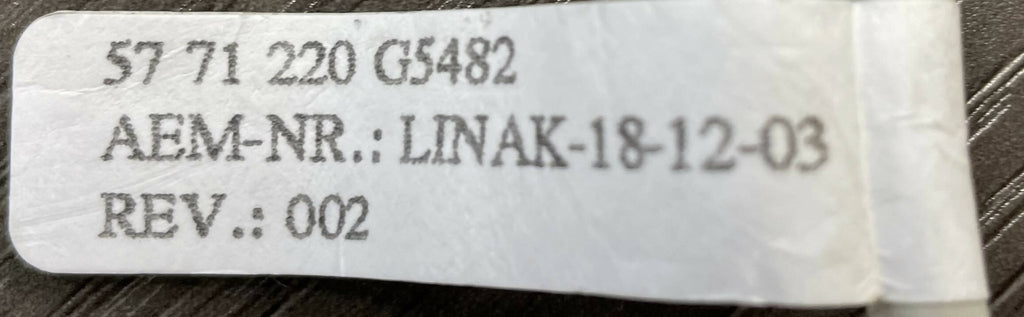 57 71 220 G5482
AEM-NR.: LINAK-18-12-03
REV.: 002